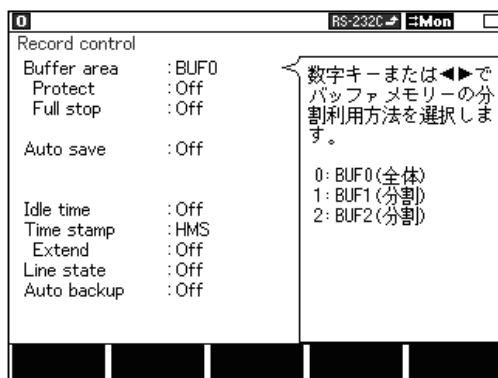 0 RS-232C ⇄Mon
Record control
Buffer area :BUF0
Protect :Off
Full stop :Off
Auto save :Off
Idle time :Off
Time stamp :HMS
Extend :Off
Line state :Off
Auto backup :Off
数字キーまたは◀▶で
バッファメモリーの分
割利用方法を選択しま
す。
0:BUF0(全体)
1:BUF1(分割)
2:BUF2(分割)